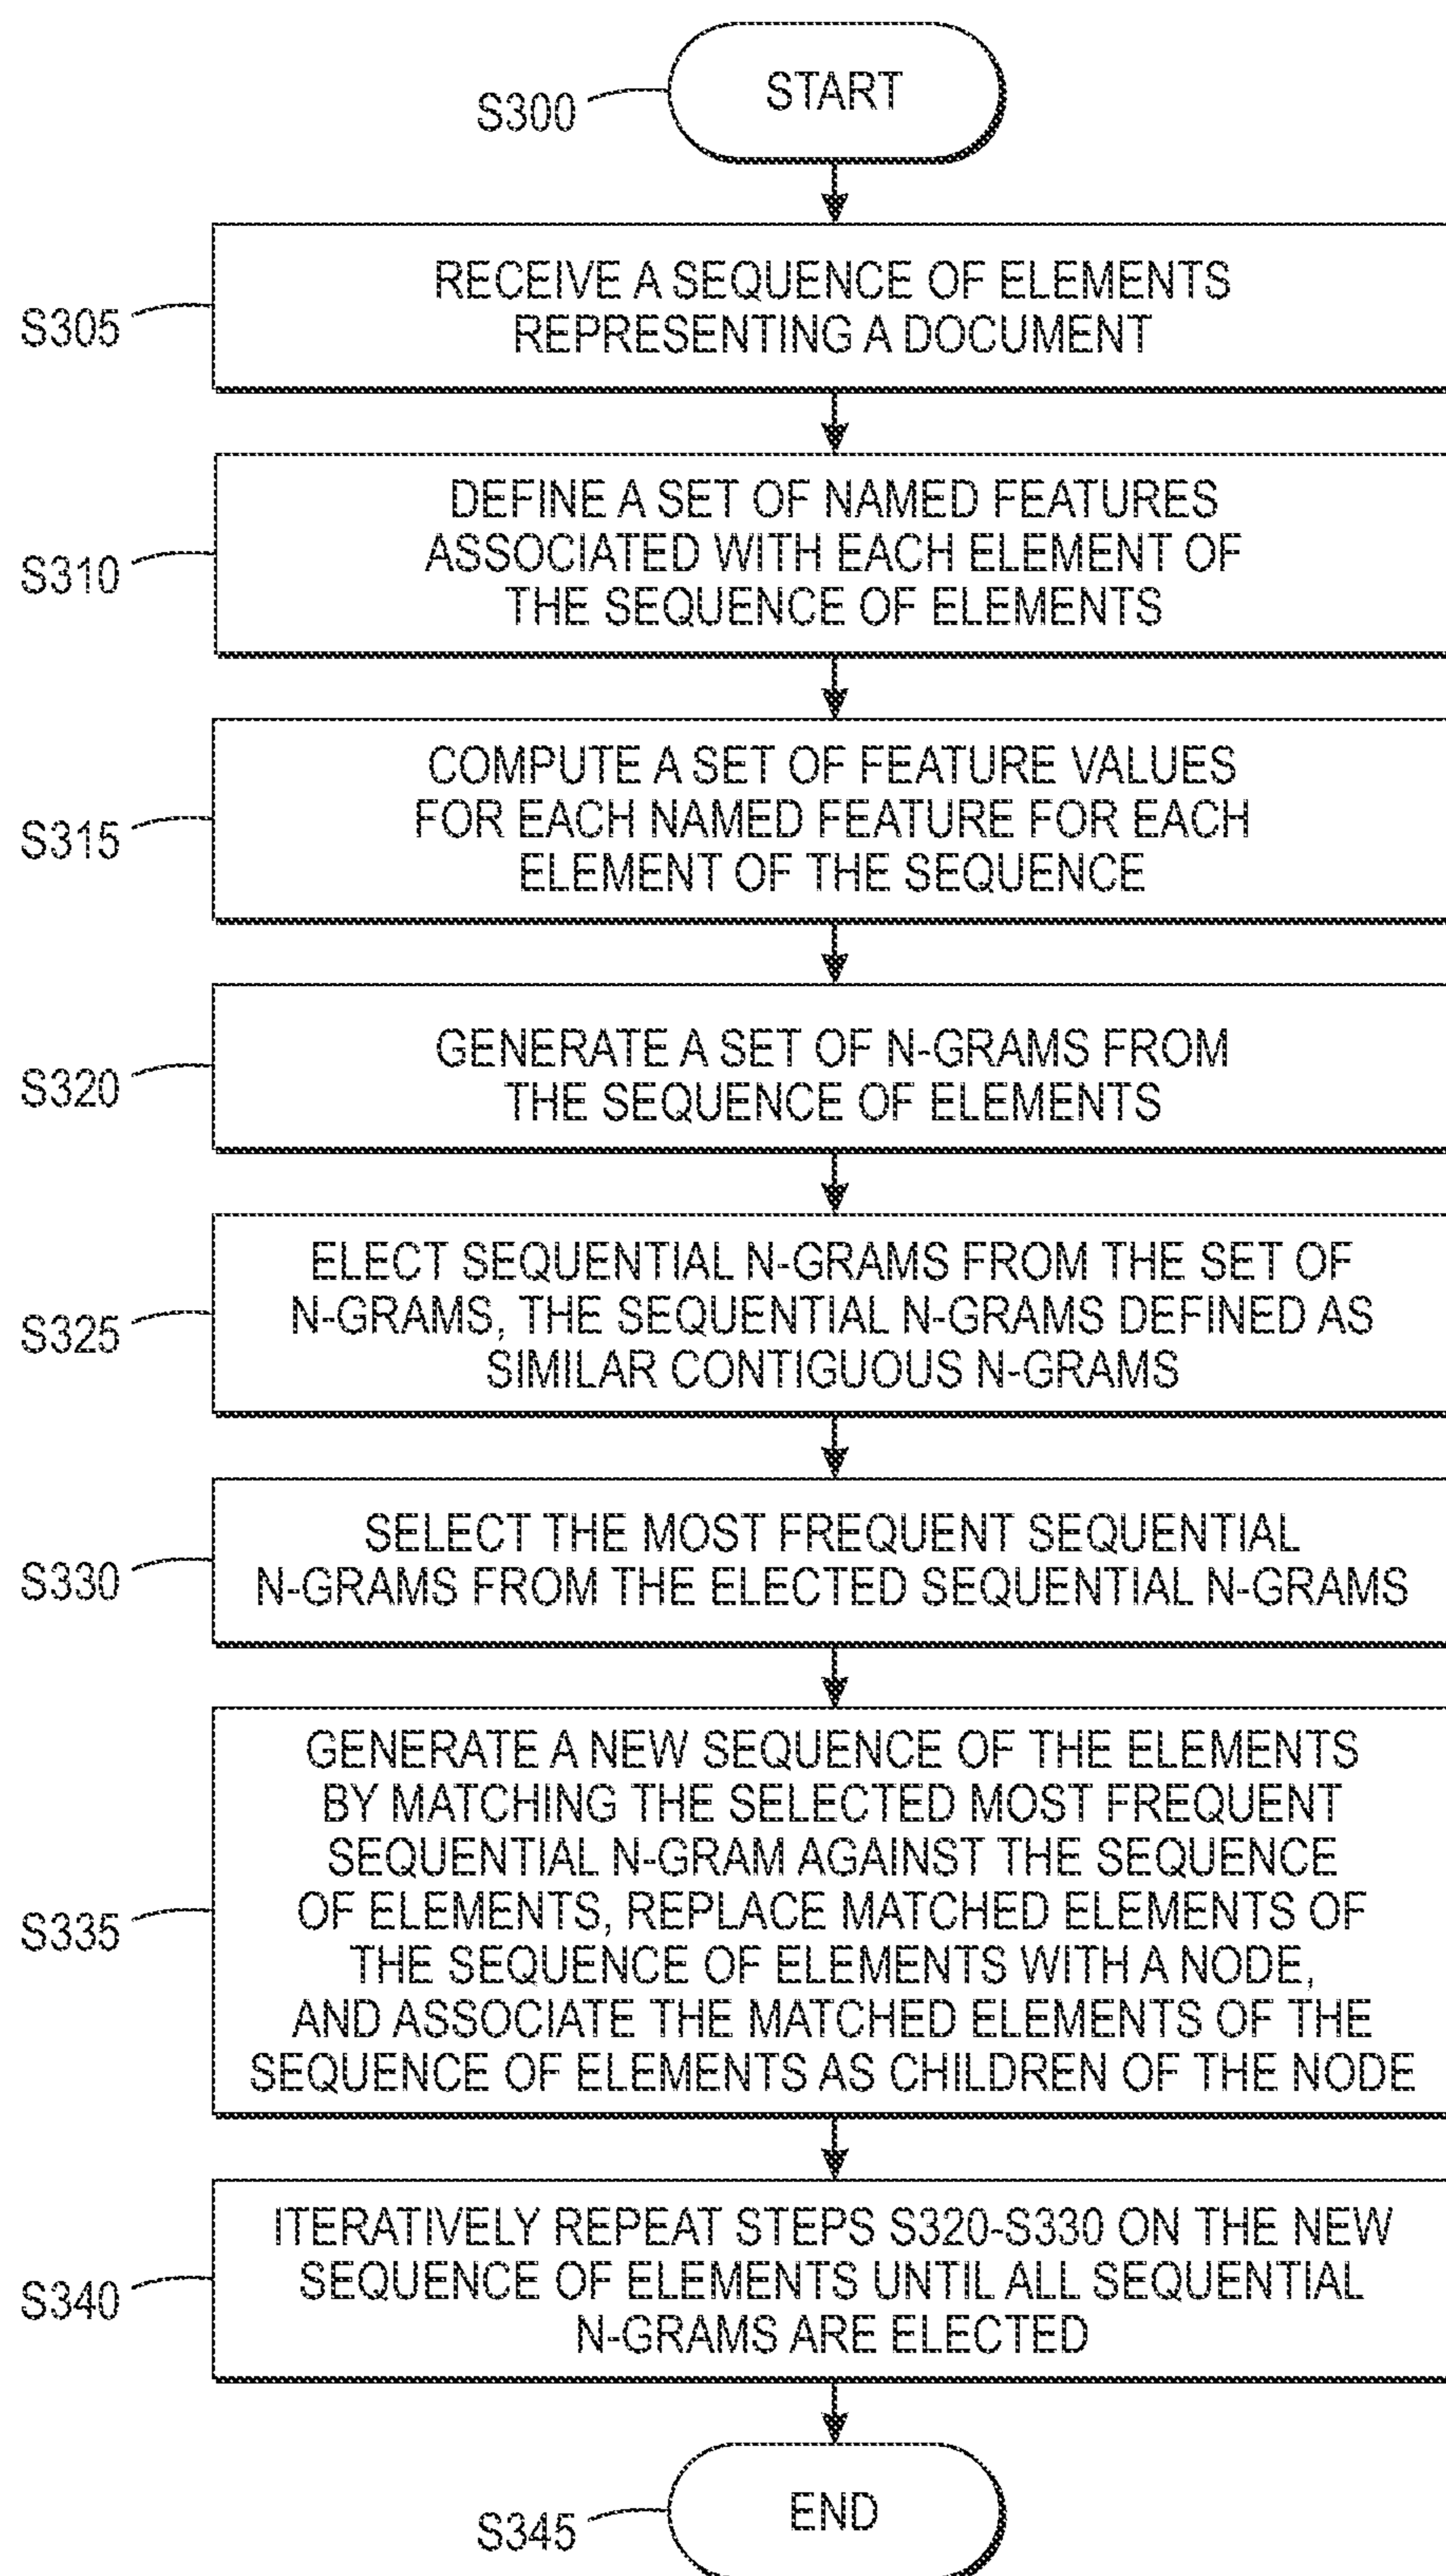 S300
START
S305
RECEIVE A SEQUENCE OF ELEMENTS
REPRESENTING A DOCUMENT
S310
DEFINE A SET OF NAMED FEATURES
ASSOCIATED WITH EACH ELEMENT OF
THE SEQUENCE OF ELEMENTS
S315
COMPUTE A SET OF FEATURE VALUES
FOR EACH NAMED FEATURE FOR EACH
ELEMENT OF THE SEQUENCE
S320
GENERATE A SET OF N-GRAMS FROM
THE SEQUENCE OF ELEMENTS
S325
ELECT SEQUENTIAL N-GRAMS FROM THE SET OF
N-GRAMS, THE SEQUENTIAL N-GRAMS DEFINED AS
SIMILAR CONTIGUOUS N-GRAMS
S330
SELECT THE MOST FREQUENT SEQUENTIAL
N-GRAMS FROM THE ELECTED SEQUENTIAL N-GRAMS
S335
GENERATE A NEW SEQUENCE OF THE ELEMENTS
BY MATCHING THE SELECTED MOST FREQUENT
SEQUENTIAL N-GRAM AGAINST THE SEQUENCE
OF ELEMENTS, REPLACE MATCHED ELEMENTS OF
THE SEQUENCE OF ELEMENTS WITH A NODE,
AND ASSOCIATE THE MATCHED ELEMENTS OF THE
SEQUENCE OF ELEMENTS AS CHILDREN OF THE NODE
S340
ITERATIVELY REPEAT STEPS S320-S330 ON THE NEW
SEQUENCE OF ELEMENTS UNTIL ALL SEQUENTIAL
N-GRAMS ARE ELECTED
S345
END